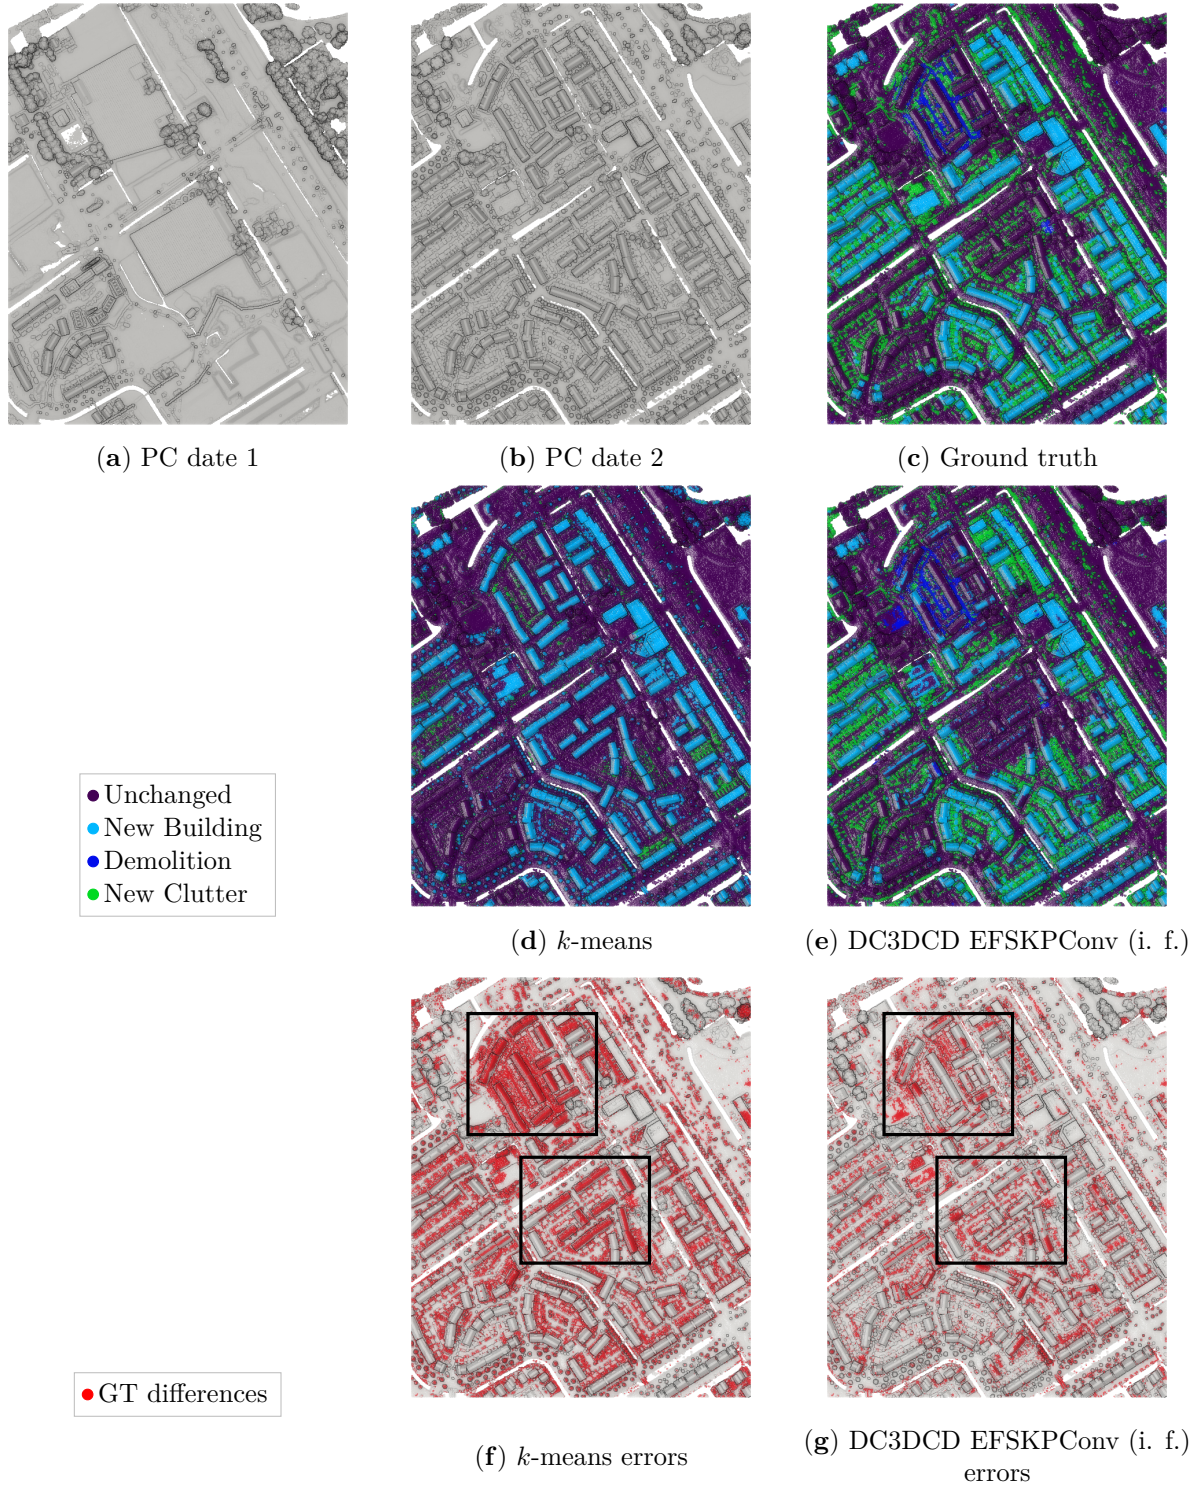 (a) PC date 1
(b) PC date 2
(c) Ground truth
Unchanged
New Building
Demolition
New Clutter
(d) k-means
(e) DC3DCD EFSKPConv (i. f.)
GT differences
(f) k-means errors
(g) DC3DCD EFSKPConv (i. f.)
errors